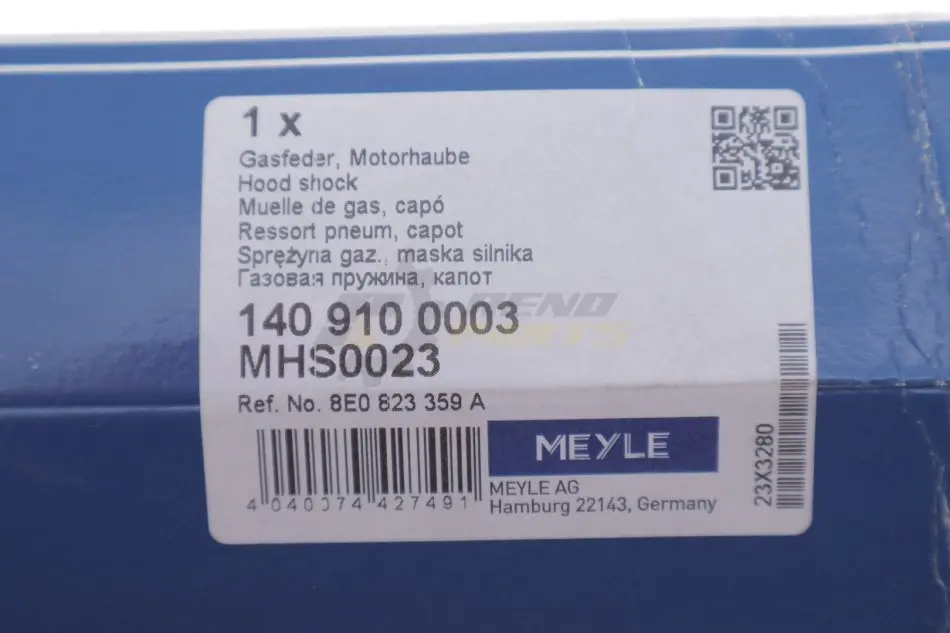 1 x
Gasfeder, Motorhaube
Hood shock
Muelle de gas, capó
Ressort pneum, capot
Sprężyna gaz., maska silnika
Газовая пружина, капот
140 910 0003
MHS0023
Ref. No. 8E0 823 359 A
MEYLE
MEYLE AG
Hamburg 22143, Germany
4 040074 427491
23X3280